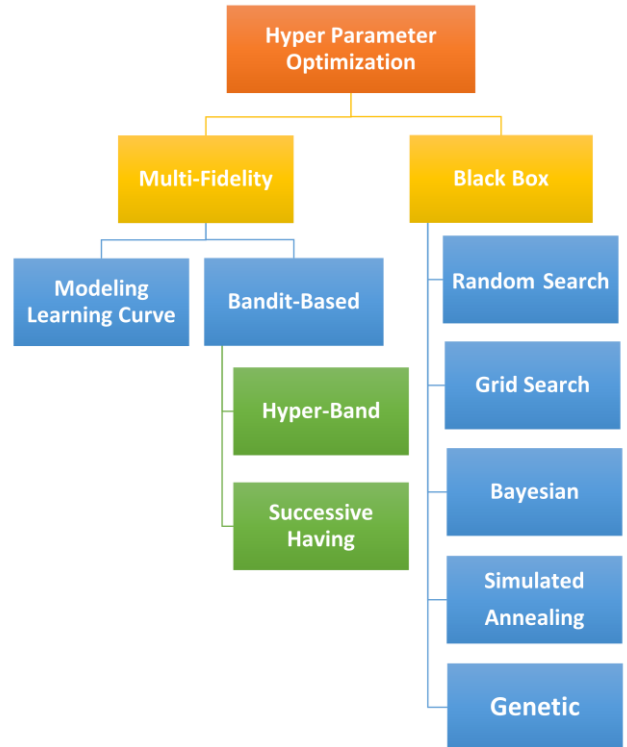 Hyper Parameter
Optimization
Multi-Fidelity
Black Box
Modeling
Learning Curve
Bandit-Based
Hyper-Band
Successive
Having
Random Search
Grid Search
Bayesian
Simulated
Annealing
Genetic